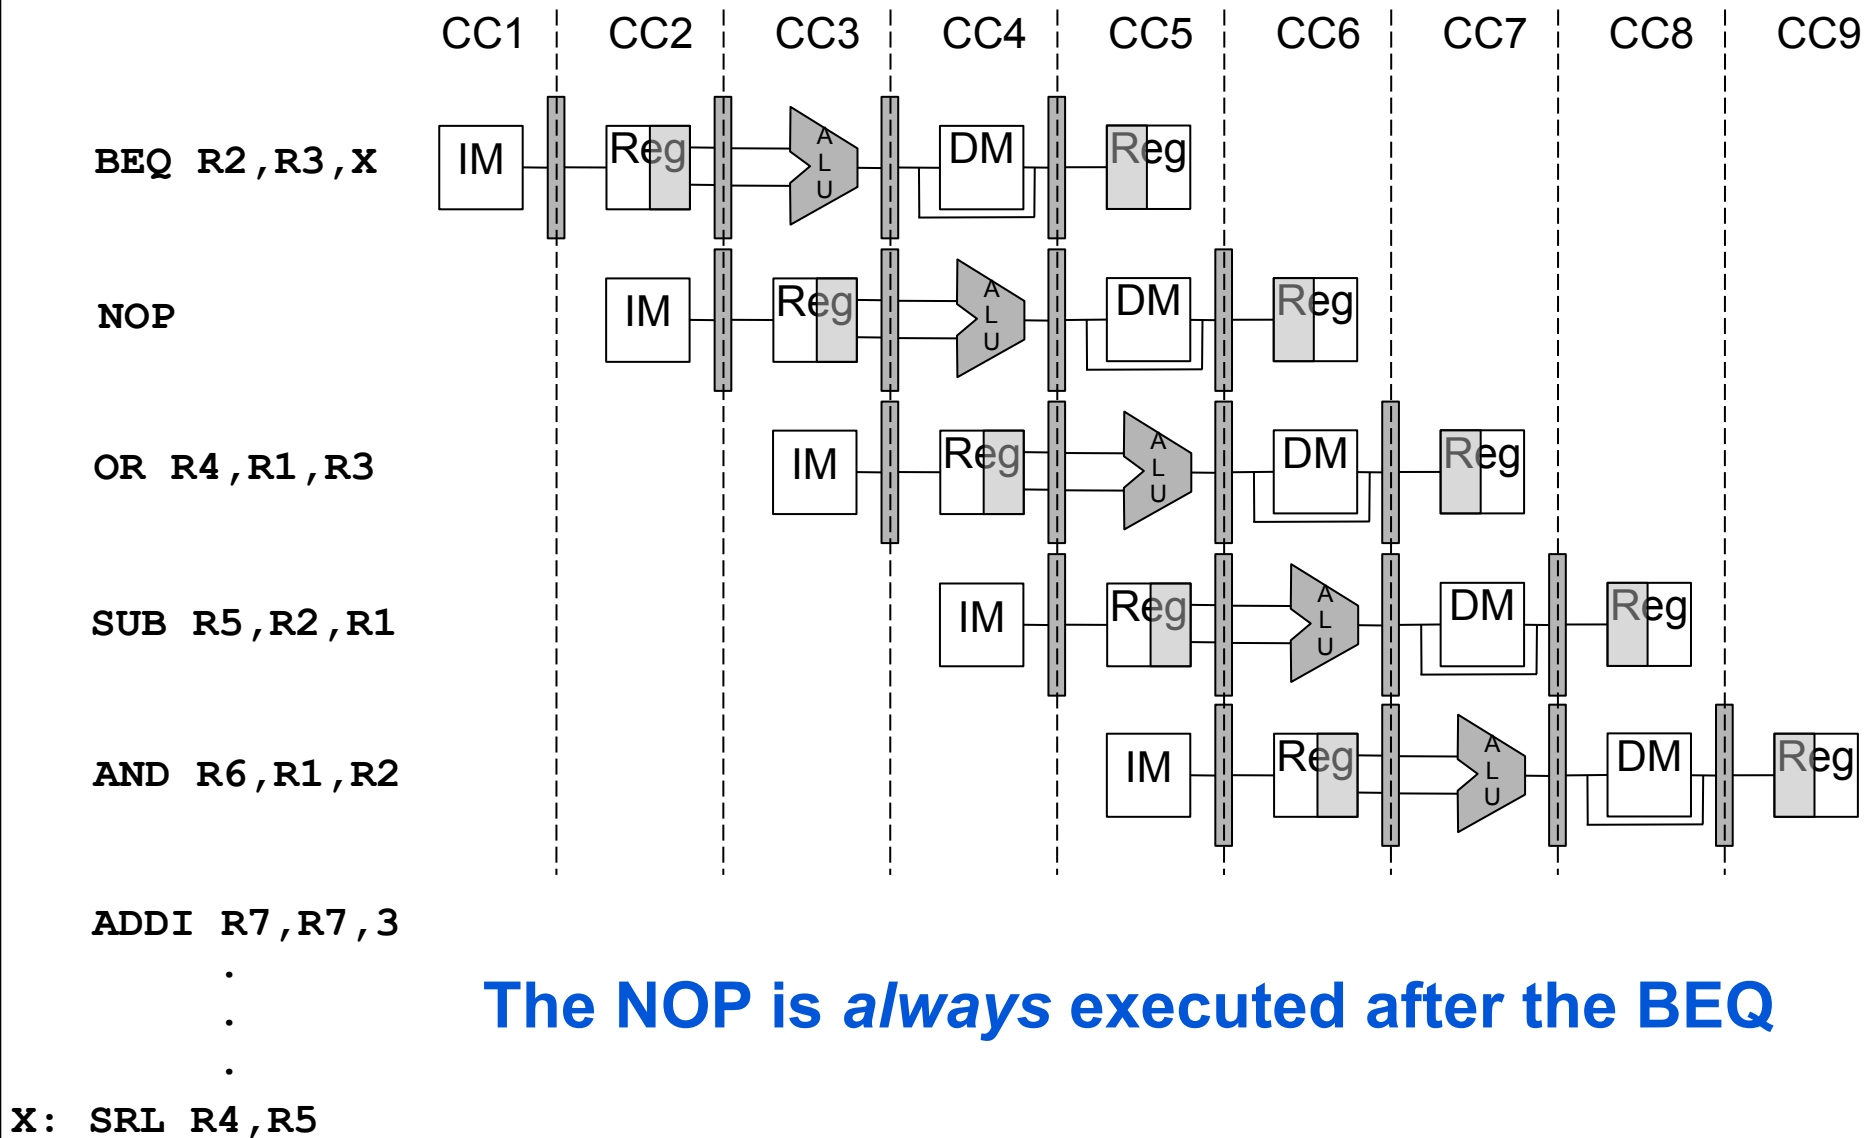 CC1 CC2 CC3 CC4 CC5 CC6 CC7 CC8 CC9
BEQ R2,R3,X IM Reg ALU DM Reg
NOP IM Reg ALU DM Reg
OR R4,R1,R3 IM Reg ALU DM Reg
SUB R5,R2,R1 IM Reg ALU DM Reg
AND R6,R1,R2 IM Reg ALU DM Reg
ADDI R7,R7,3
.
The NOP is always executed after the BEQ
.
.
X: SRL R4,R5